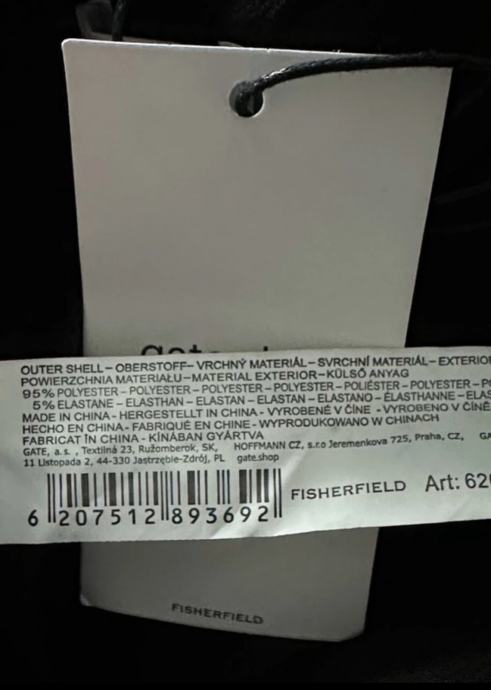 OUTER SHELL – OBERSTOFF – VRCHNÝ MATERIÁL – SVRCHNÍ MATERIÁL – EXTERIOR
POWIERZCHNIA MATERIAŁU – MATERIAL EXTERIOR – KÜLSŐ ANYAG
95% POLYESTER – POLYESTER – POLYESTER – POLYESTER – POLIÉSTER – POLYESTER –
5% ELASTANE – ELASTHAN – ELASTAN – ELASTAN – ELASTANO – ÉLASTHANNE –
MADE IN CHINA - HERGESTELLT IN CHINA - VYROBENÉ V ČÍNE - VYROBENO V ČÍNĚ
HECHO EN CHINA - FABRIQUÉ EN CHINE - WYPRODUKOWANO W CHINACH
FABRICAT ÎN CHINA - KÍNÁBAN GYÁRTVA
GATE, a.s. , Textilná 23, Ružomberok, SK, HOFFMANN CZ, s.r.o Jeremenkova 725, Praha, CZ,
11 Listopada 2, 44-330 Jastrzębie-Zdrój, PL gate.shop
6 207512 893692
FISHERFIELD Art:
FISHERFIELD